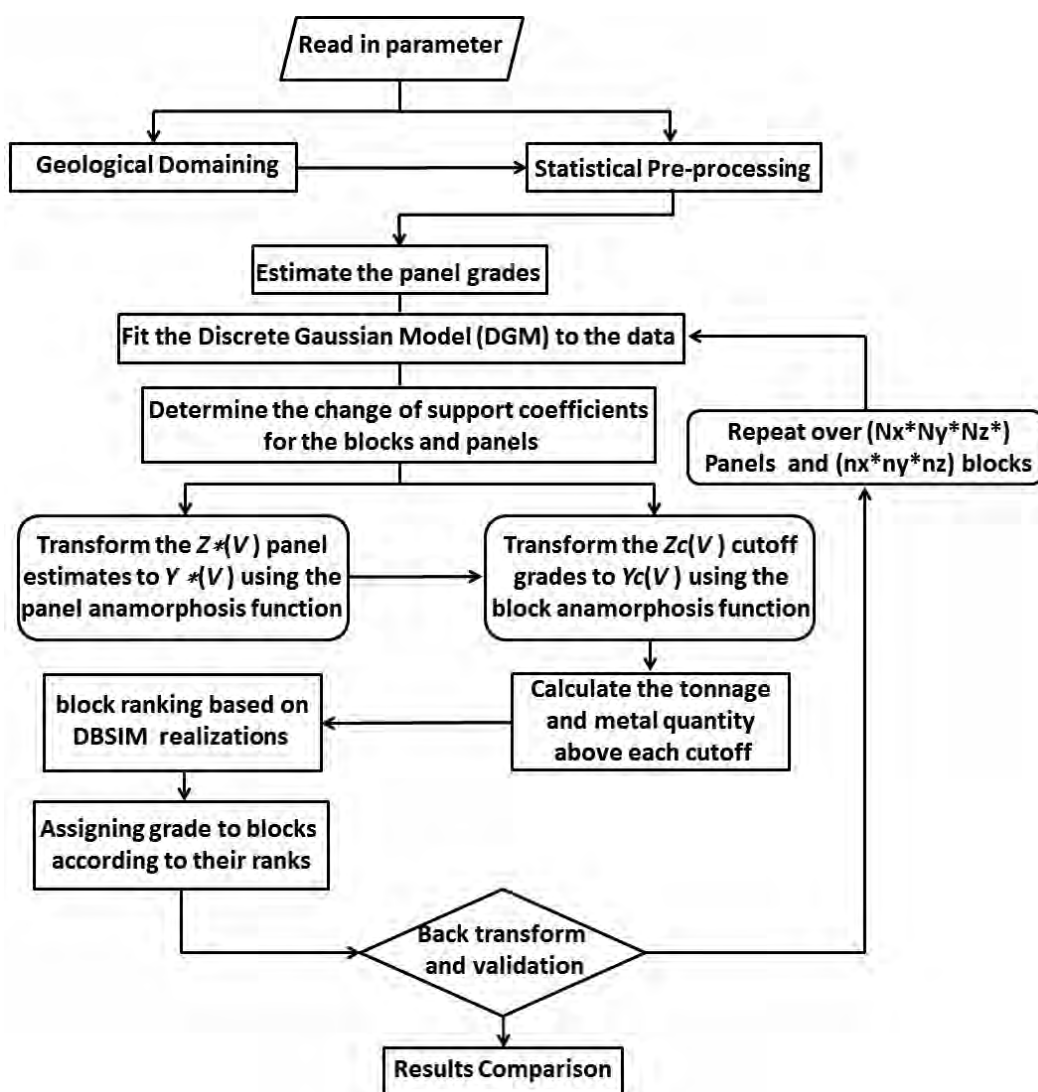 Read in parameter
Geological Domaining
Statistical Pre-processing
Estimate the panel grades
Fit the Discrete Gaussian Model (DGM) to the data
Determine the change of support coefficients
for the blocks and panels
Repeat over (Nx*Ny*Nz*)
Panels and (nx*ny*nz) blocks
Transform the Z*(V) panel
estimates to Y*(V) using the
panel anamorphosis function
Transform the Zc(V) cutoff
grades to Yc(V) using the
block anamorphosis function
Calculate the tonnage
and metal quantity
above each cutoff
block ranking based on
DBSIM realizations
Assigning grade to blocks
according to their ranks
Back transform
and validation
Results Comparison